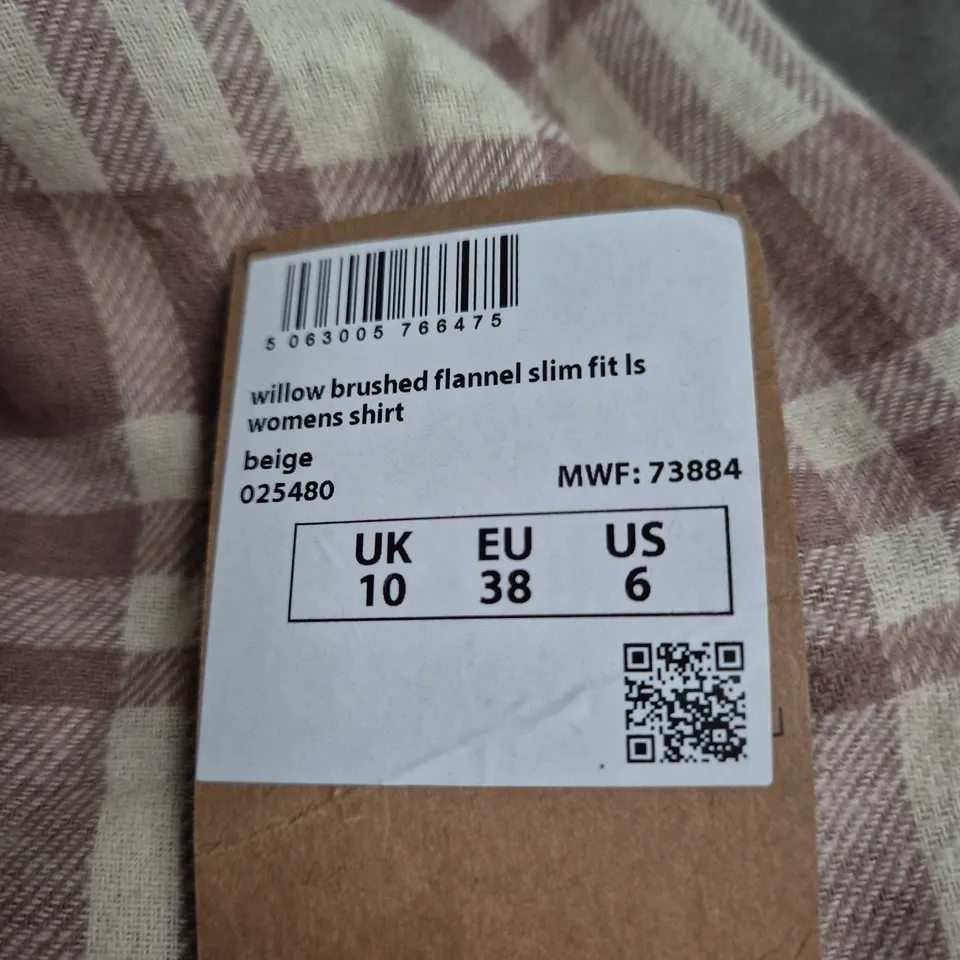 5 063005 766475
willow brushed flannel slim fit ls
womens shirt
beige
025480
MWF: 73884
UK EU US
10 38 6